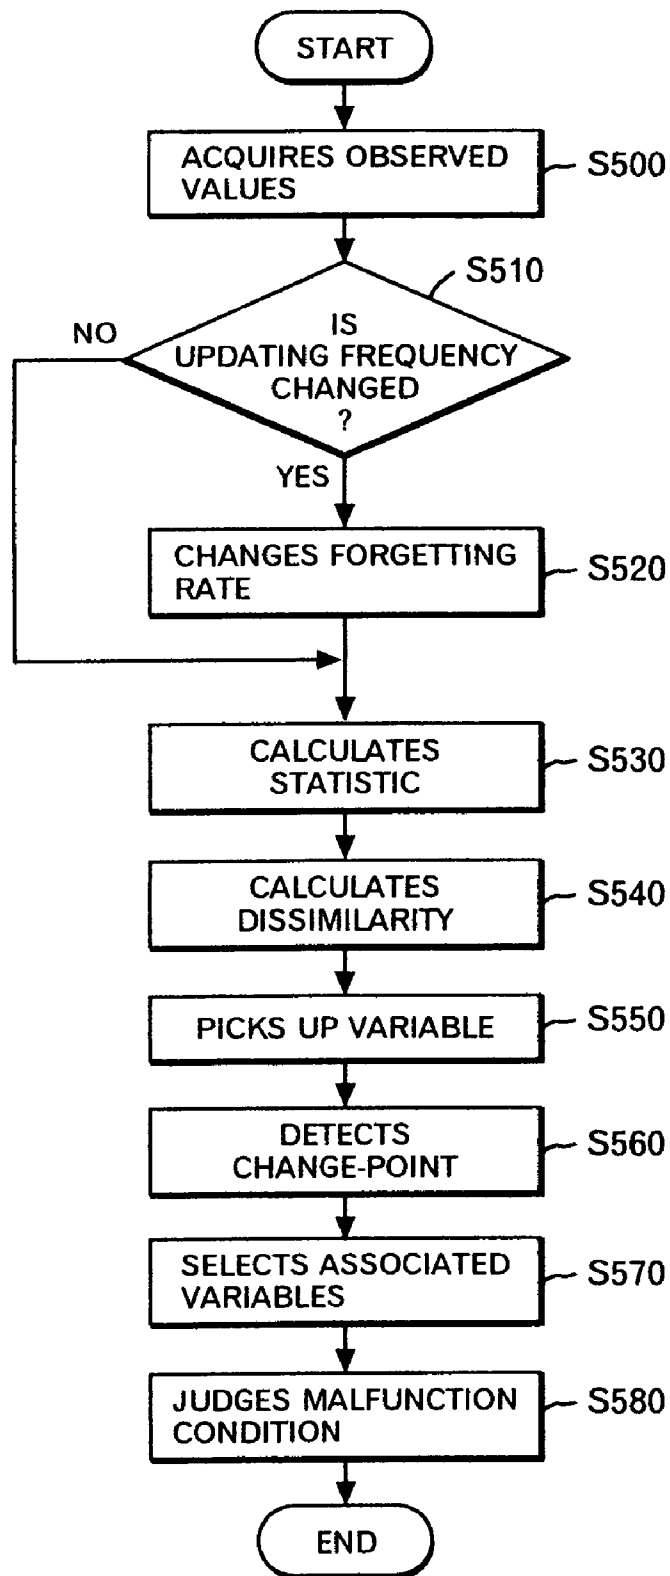 START
ACQUIRES OBSERVED
VALUES
S500
S510
IS
UPDATING FREQUENCY
CHANGED
?
NO
YES
CHANGES FORGETTING
RATE
S520
CALCULATES
STATISTIC
S530
CALCULATES
DISSIMILARITY
S540
PICKS UP VARIABLE
S550
DETECTS
CHANGE-POINT
S560
SELECTS ASSOCIATED
VARIABLES
S570
JUDGES MALFUNCTION
CONDITION
S580
END